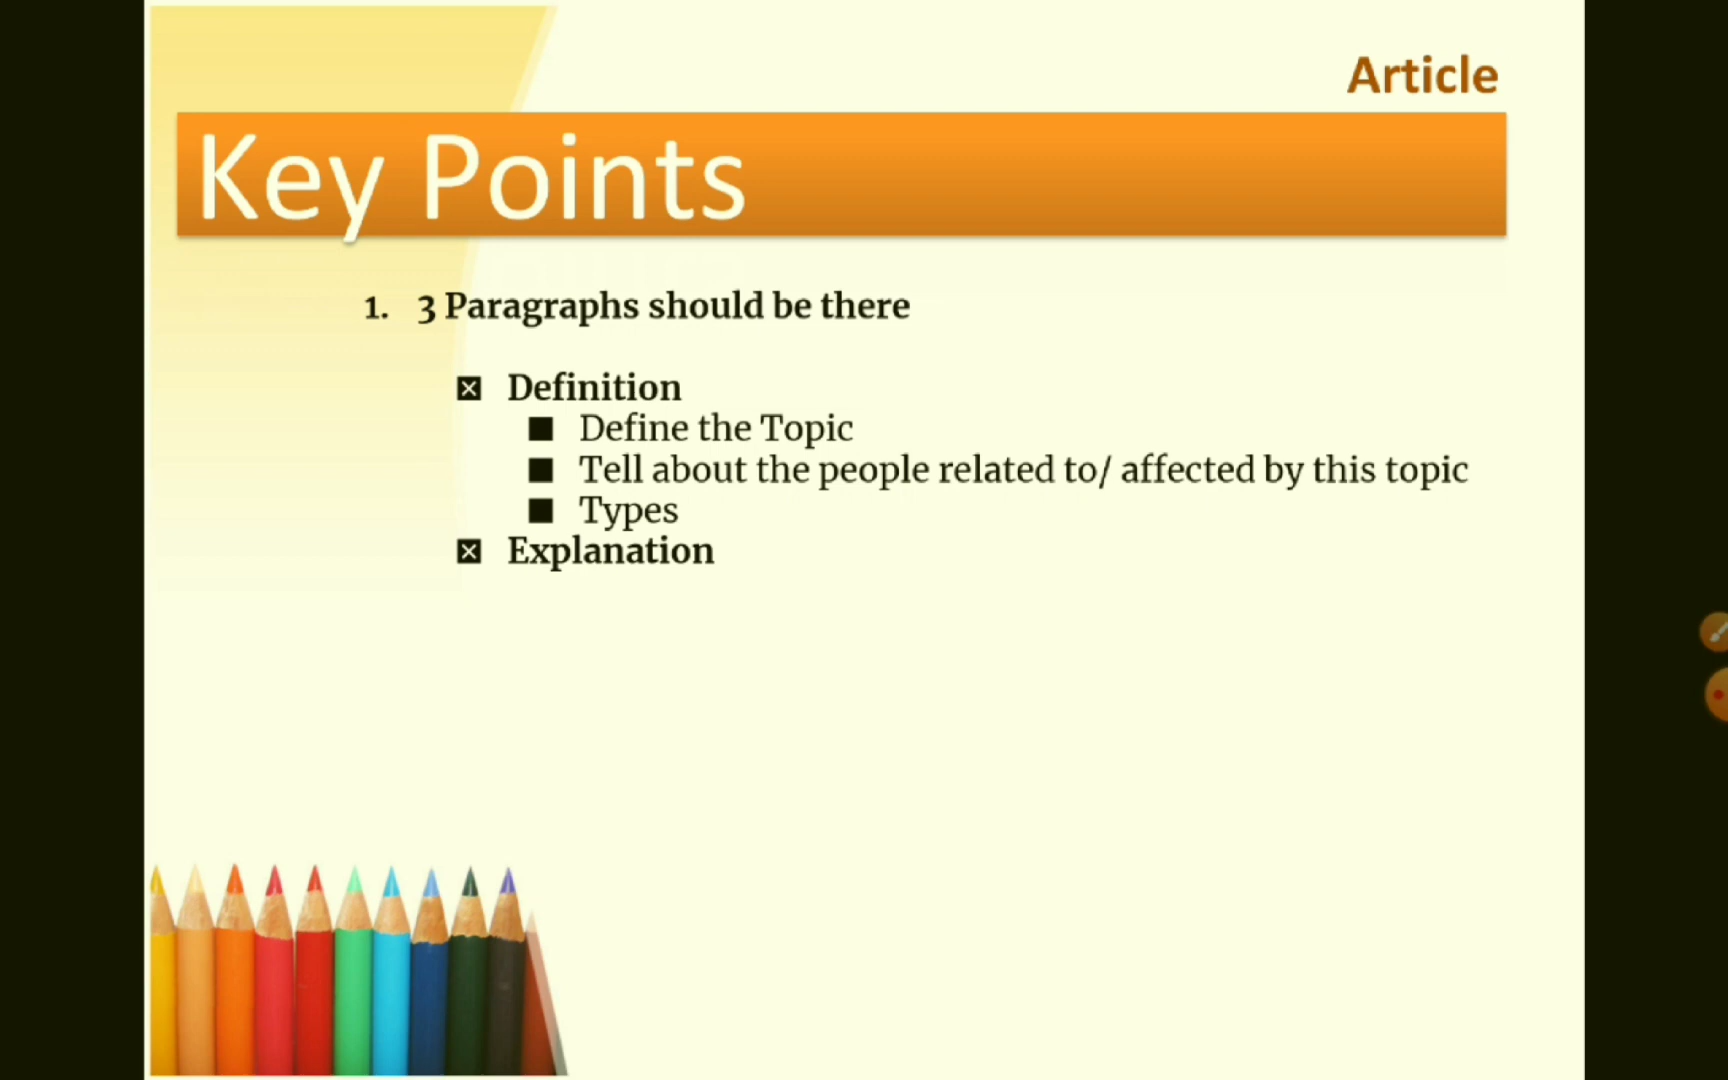 Article
Key Points
1. 3 Paragraphs should be there
Definition
Define the Topic
Tell about the people related to/ affected by this topic
Types
Explanation